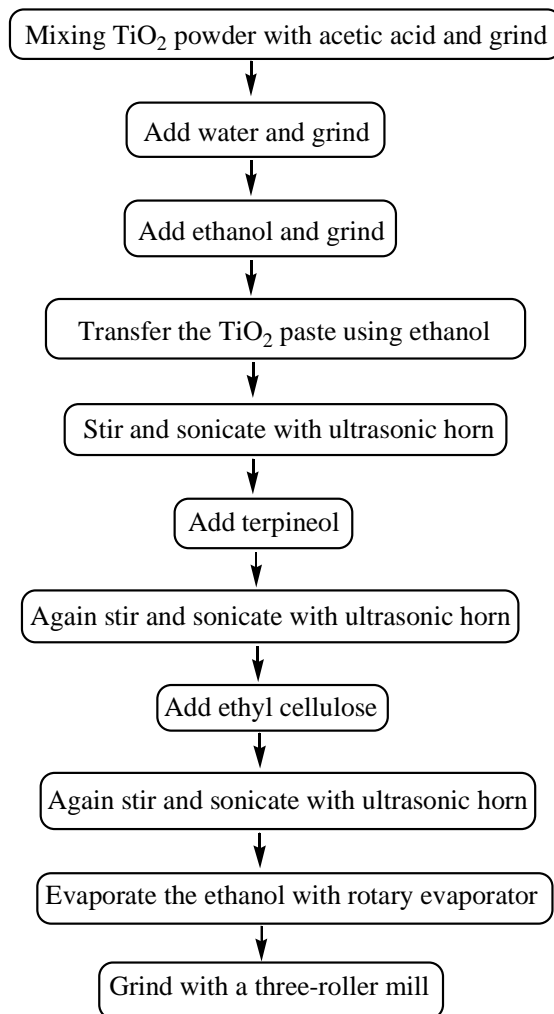 Mixing TiO₂ powder with acetic acid and grind
Add water and grind
Add ethanol and grind
Transfer the TiO₂ paste using ethanol
Stir and sonicate with ultrasonic horn
Add terpineol
Again stir and sonicate with ultrasonic horn
Add ethyl cellulose
Again stir and sonicate with ultrasonic horn
Evaporate the ethanol with rotary evaporator
Grind with a three-roller mill